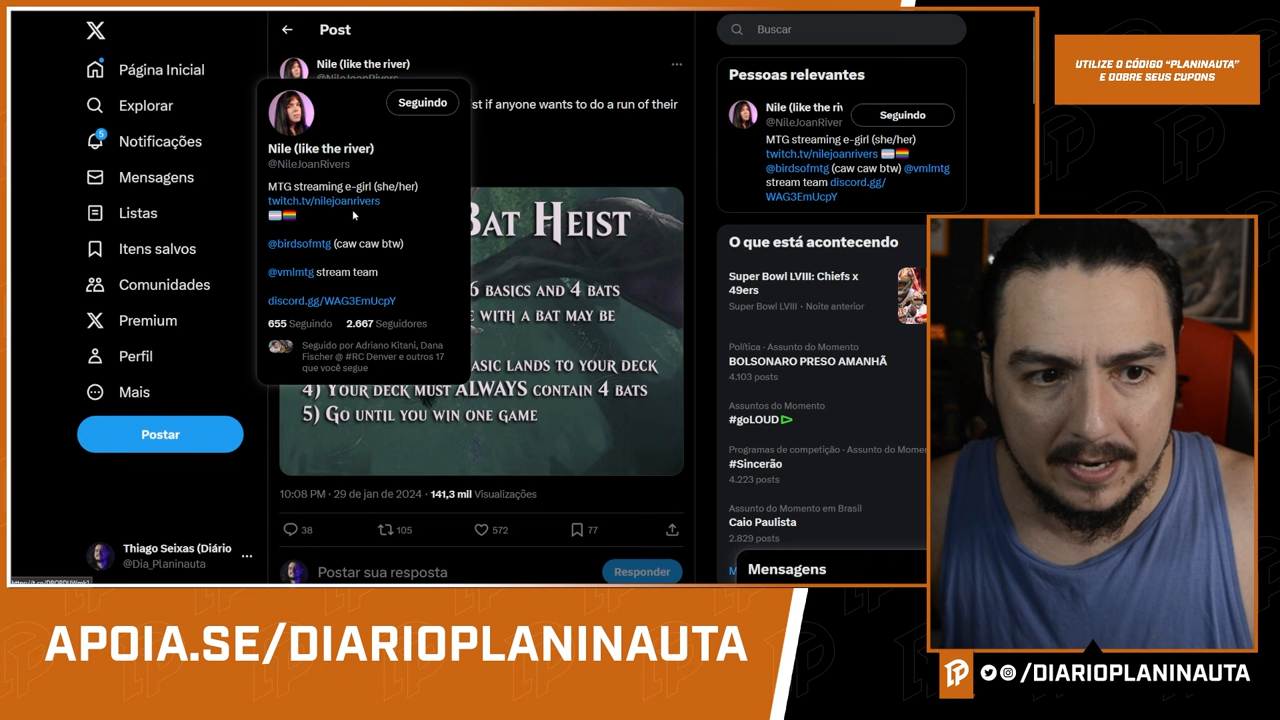 Página Inicial
Explorar
5
Notificações
Mensagens
Listas
Itens salvos
Comunidades
Premium
Perfil
Mais
Postar
Thiago Seixas (Diário
@Dia_Planinauta
Post
Nile (like the river)
@NileJoanRivers
st if anyone wants to do a run of their
Seguindo
Nile (like the river)
@NileJoanRivers
MTG streaming e-girl (she/her)
twitch.tv/nilejoanrivers
@birdsofmtg (caw caw btw)
@vmlmtg stream team
discord.gg/WAG3EmUcpY
655 Seguindo 2.667 Seguidores
Seguido por Adriano Kitani, Dana
Fischer @ #RC Denver e outros 17
que você segue
Bat Heist
6 basics and 4 bats
e with a bat may be
asic lands to your deck
4) Your deck must ALWAYS contain 4 bats
5) Go until you win one game
10:08 PM · 29 de jan de 2024 · 141,3 mil Visualizações
38 105 572 77
Postar sua resposta
Responder
Buscar
Pessoas relevantes
Nile (like the riv
@NileJoanRiver
Seguindo
MTG streaming e-girl (she/her)
twitch.tv/nilejoanrivers
@birdsofmtg (caw caw btw) @vmlmtg
stream team discord.gg/
WAG3EmUcpY
O que está acontecendo
Super Bowl LVIII: Chiefs x
49ers
Super Bowl LVIII · Noite anterior
Política · Assunto do Momento
BOLSONARO PRESO AMANHÃ
4.103 posts
Assuntos do Momento
#goLOUD
Programas de competição · Assunto do Momen
#Sincerão
4.223 posts
Assunto do Momento em Brasil
Caio Paulista
2.829 posts
Mensagens
UTILIZE O CÓDIGO “PLANINAUTA”
E DOBRE SEUS CUPONS
APOIA.SE/DIARIOPLANINAUTA
/DIARIOPLANINAUTA